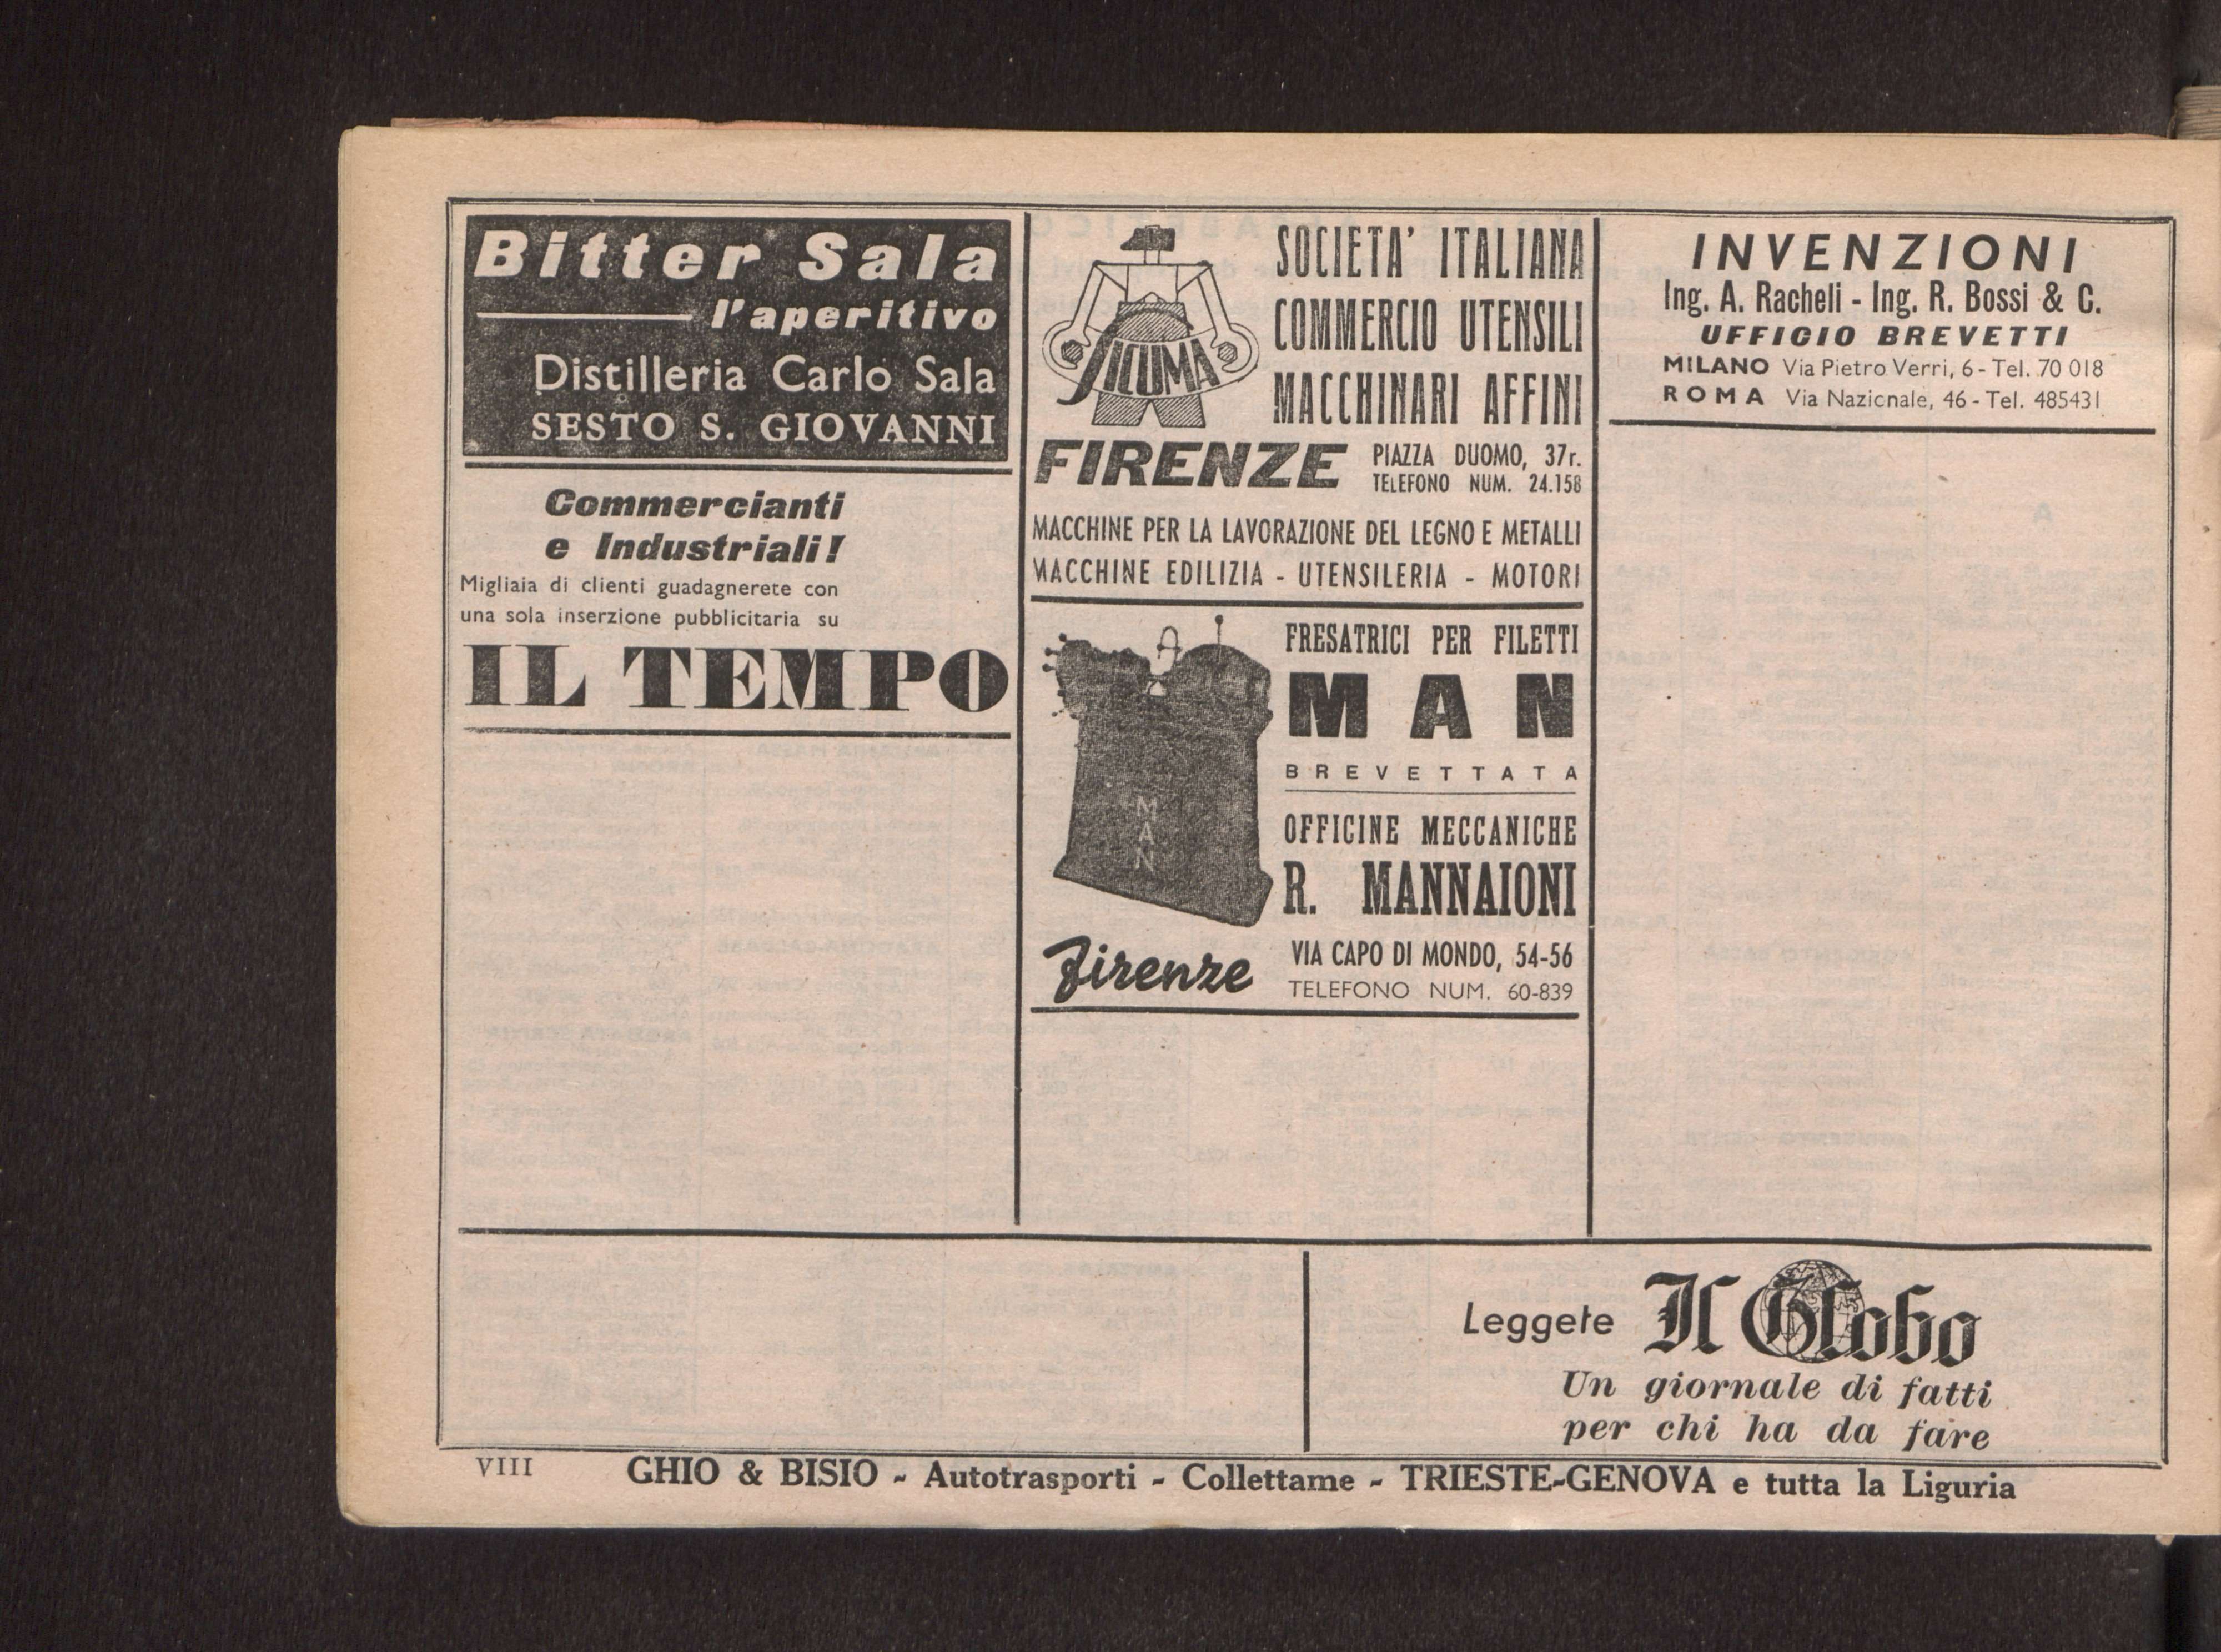 Bitter Sala
l'aperitivo
Distilleria Carlo Sala
SESTO S. GIOVANNI
Commercianti
e Industriali!
Migliaia di clienti guadagnerete con
una sola inserzione pubblicitaria su
IL TEMPO
SICUMA
SOCIETA' ITALIANA
COMMERCIO UTENSILI
MACCHINARI AFFINI
FIRENZE
PIAZZA DUOMO, 37r.
TELEFONO NUM. 24.158
MACCHINE PER LA LAVORAZIONE DEL LEGNO E METALLI
MACCHINE EDILIZIA - UTENSILERIA - MOTORI
FRESATRICI PER FILETTI
MAN
BREVETTATA
MAN
OFFICINE MECCANICHE
R. MANNAIONI
Firenze
VIA CAPO DI MONDO, 54-56
TELEFONO NUM. 60-839
INVENZIONI
Ing. A. Racheli - Ing. R. Bossi & C.
UFFICIO BREVETTI
MILANO Via Pietro Verri, 6 - Tel. 70 018
ROMA Via Nazicnale, 46 - Tel. 485431
Leggete Il Globo
Un giornale di fatti
per chi ha da fare
VIII GHIO & BISIO - Autotrasporti - Collettame - TRIESTE-GENOVA e tutta la Liguria